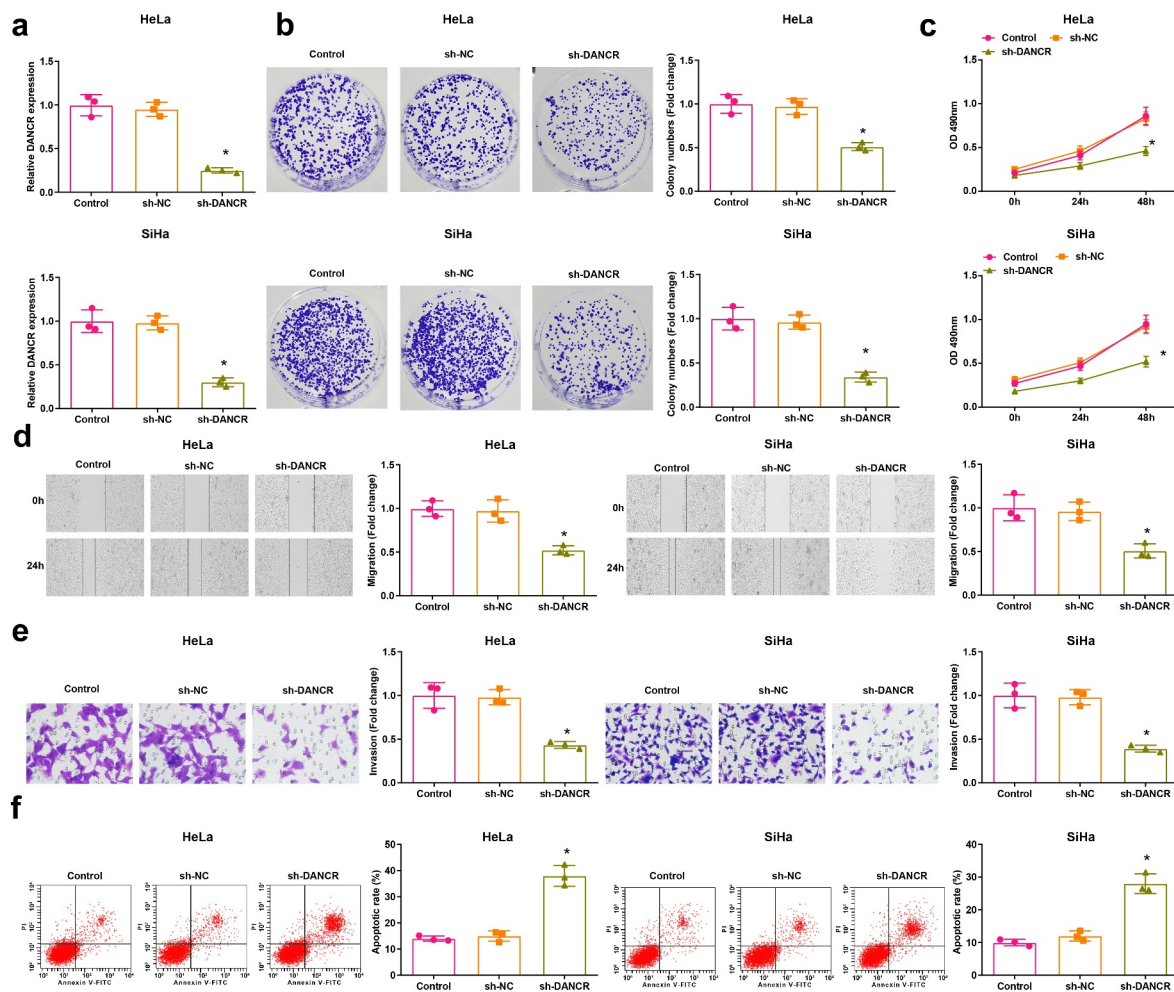 a
HeLa
Relative DANCR expression
1.5
1.0
0.5
0.0
Control
sh-NC
sh-DANCR
*
b
HeLa
Control
sh-NC
sh-DANCR
Colony numbers (Fold change)
1.5
1.0
0.5
0.0
Control
sh-NC
sh-DANCR
*
c
HeLa
Control
sh-NC
sh-DANCR
OD 490nm
1.5
1.0
0.5
0.0
0h
24h
48h
*
SiHa
Relative DANCR expression
1.5
1.0
0.5
0.0
Control
sh-NC
sh-DANCR
*
SiHa
Control
sh-NC
sh-DANCR
Colony numbers (Fold change)
1.5
1.0
0.5
0.0
Control
sh-NC
sh-DANCR
*
SiHa
Control
sh-NC
sh-DANCR
OD 490nm
1.5
1.0
0.5
0.0
0h
24h
48h
*
d
HeLa
Control
sh-NC
sh-DANCR
0h
24h
HeLa
Migration (Fold change)
1.5
1.0
0.5
0.0
Control
sh-NC
sh-DANCR
*
SiHa
Control
sh-NC
sh-DANCR
0h
24h
SiHa
Migration (Fold change)
1.5
1.0
0.5
0.0
Control
sh-NC
sh-DANCR
*
e
HeLa
Control
sh-NC
sh-DANCR
HeLa
Invasion (Fold change)
1.5
1.0
0.5
0.0
Control
sh-NC
sh-DANCR
*
SiHa
Control
sh-NC
sh-DANCR
SiHa
Invasion (Fold change)
1.5
1.0
0.5
0.0
Control
sh-NC
sh-DANCR
*
f
HeLa
Control
sh-NC
sh-DANCR
PI
Annexin V-FITC
PI
Annexin V-FITC
PI
Annexin V-FITC
HeLa
Apoptotic rate (%)
50
40
30
20
10
0
Control
sh-NC
sh-DANCR
*
SiHa
Control
sh-NC
sh-DANCR
PI
Annexin V-FITC
PI
Annexin V-FITC
PI
Annexin V-FITC
SiHa
Apoptotic rate (%)
40
30
20
10
0
Control
sh-NC
sh-DANCR
*